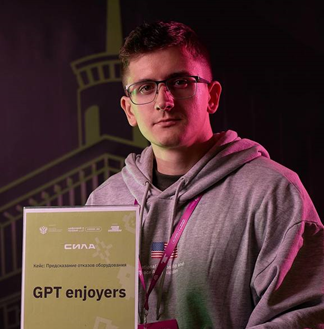 СИЛА
Кейс: Предсказание отказов оборудования
GPT enjoyers